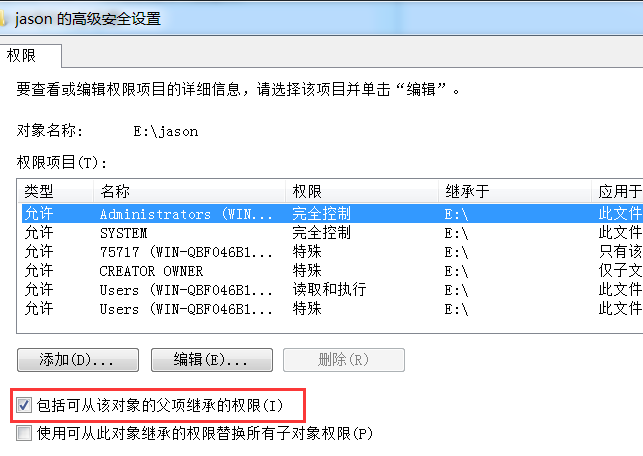 jason 的高级安全设置
权限
要查看或编辑权限项目的详细信息，请选择该项目并单击“编辑”。
对象名称: E:\jason
权限项目(T):
类型 名称 权限 继承于 应用于
允许 Administrators (WIN... 完全控制 E:\ 此文件
允许 SYSTEM 完全控制 E:\ 此文件
允许 75717 (WIN-QBF046B1... 特殊 E:\ 只有该
允许 CREATOR OWNER 特殊 E:\ 仅子文
允许 Users (WIN-QBF046B1... 读取和执行 E:\ 此文件
允许 Users (WIN-QBF046B1... 特殊 E:\ 此文件
添加(D)... 编辑(E)... 删除(R)
包括可从该对象的父项继承的权限(I)
使用可从此对象继承的权限替换所有子对象权限(P)